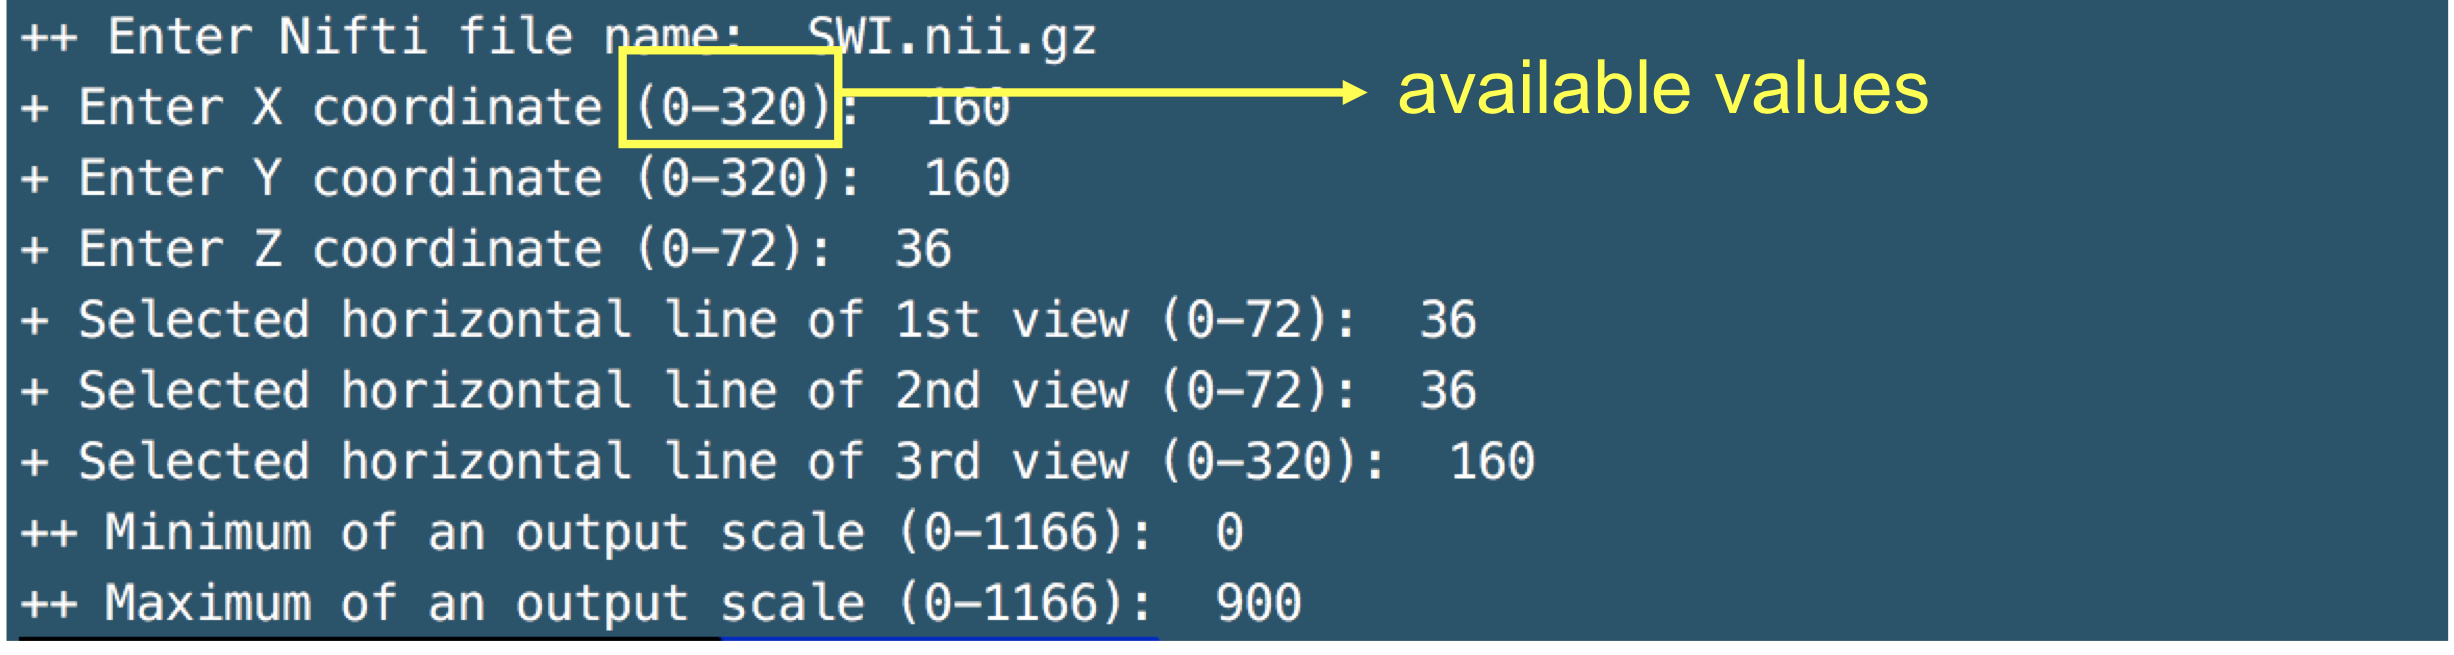 ++ Enter Nifti file name:  SWI.nii.gz
+ Enter X coordinate (0-320):  160
available values
+ Enter Y coordinate (0-320):  160
+ Enter Z coordinate (0-72):  36
+ Selected horizontal line of 1st view (0-72):  36
+ Selected horizontal line of 2nd view (0-72):  36
+ Selected horizontal line of 3rd view (0-320):  160
++ Minimum of an output scale (0-1166):  0
++ Maximum of an output scale (0-1166):  900